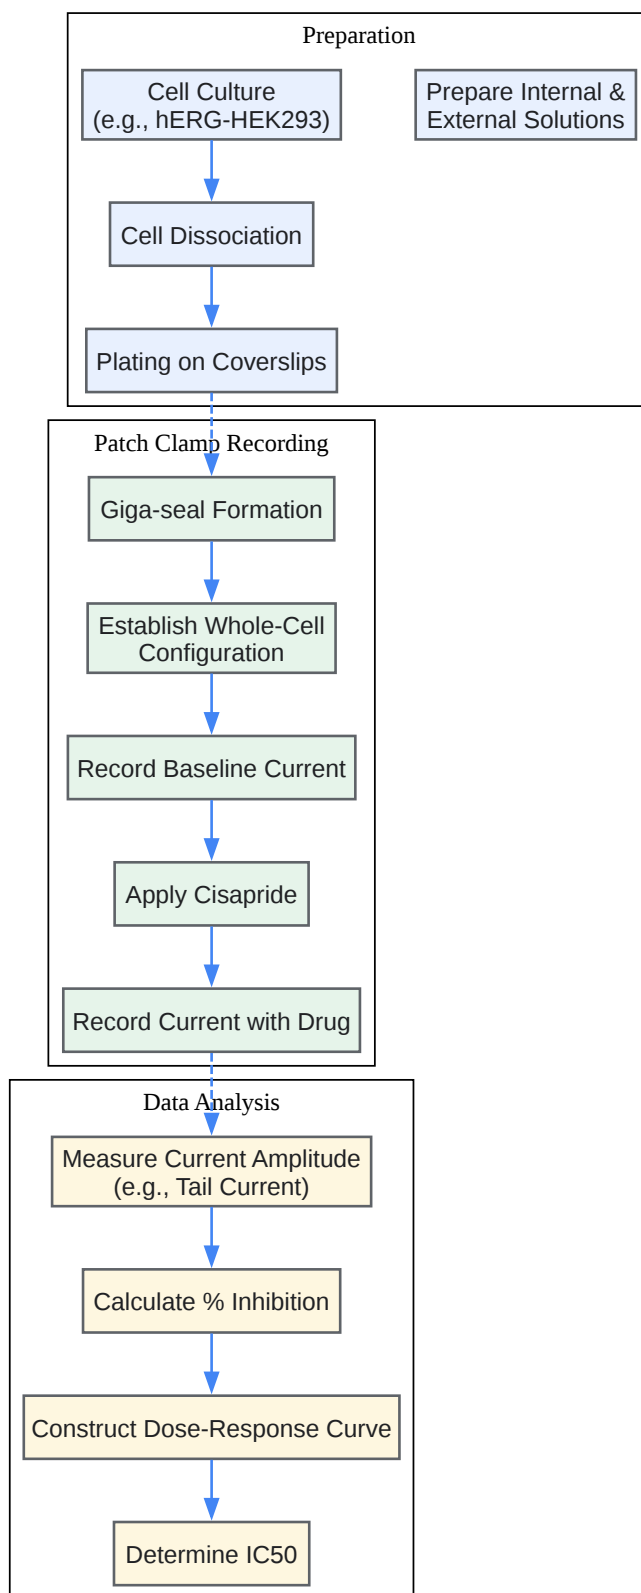 Preparation
Cell Culture
(e.g., hERG-HEK293)
Prepare Internal &
External Solutions
Cell Dissociation
Plating on Coverslips
Patch Clamp Recording
Giga-seal Formation
Establish Whole-Cell
Configuration
Record Baseline Current
Apply Cisapride
Record Current with Drug
Data Analysis
Measure Current Amplitude
(e.g., Tail Current)
Calculate % Inhibition
Construct Dose-Response Curve
Determine IC50